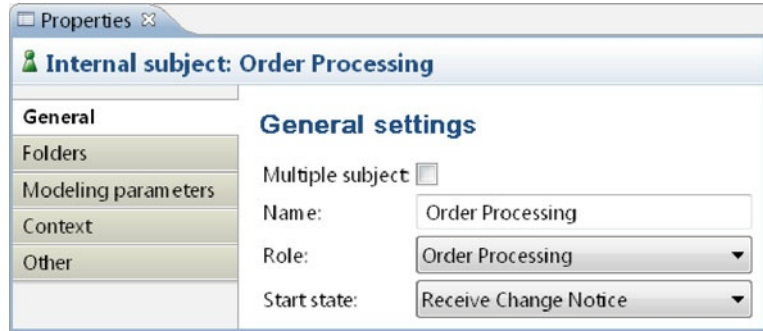 Properties
Internal subject: Order Processing
General
Folders
Modeling parameters
Context
Other
General settings
Multiple subject:
Name: Order Processing
Role: Order Processing
Start state: Receive Change Notice